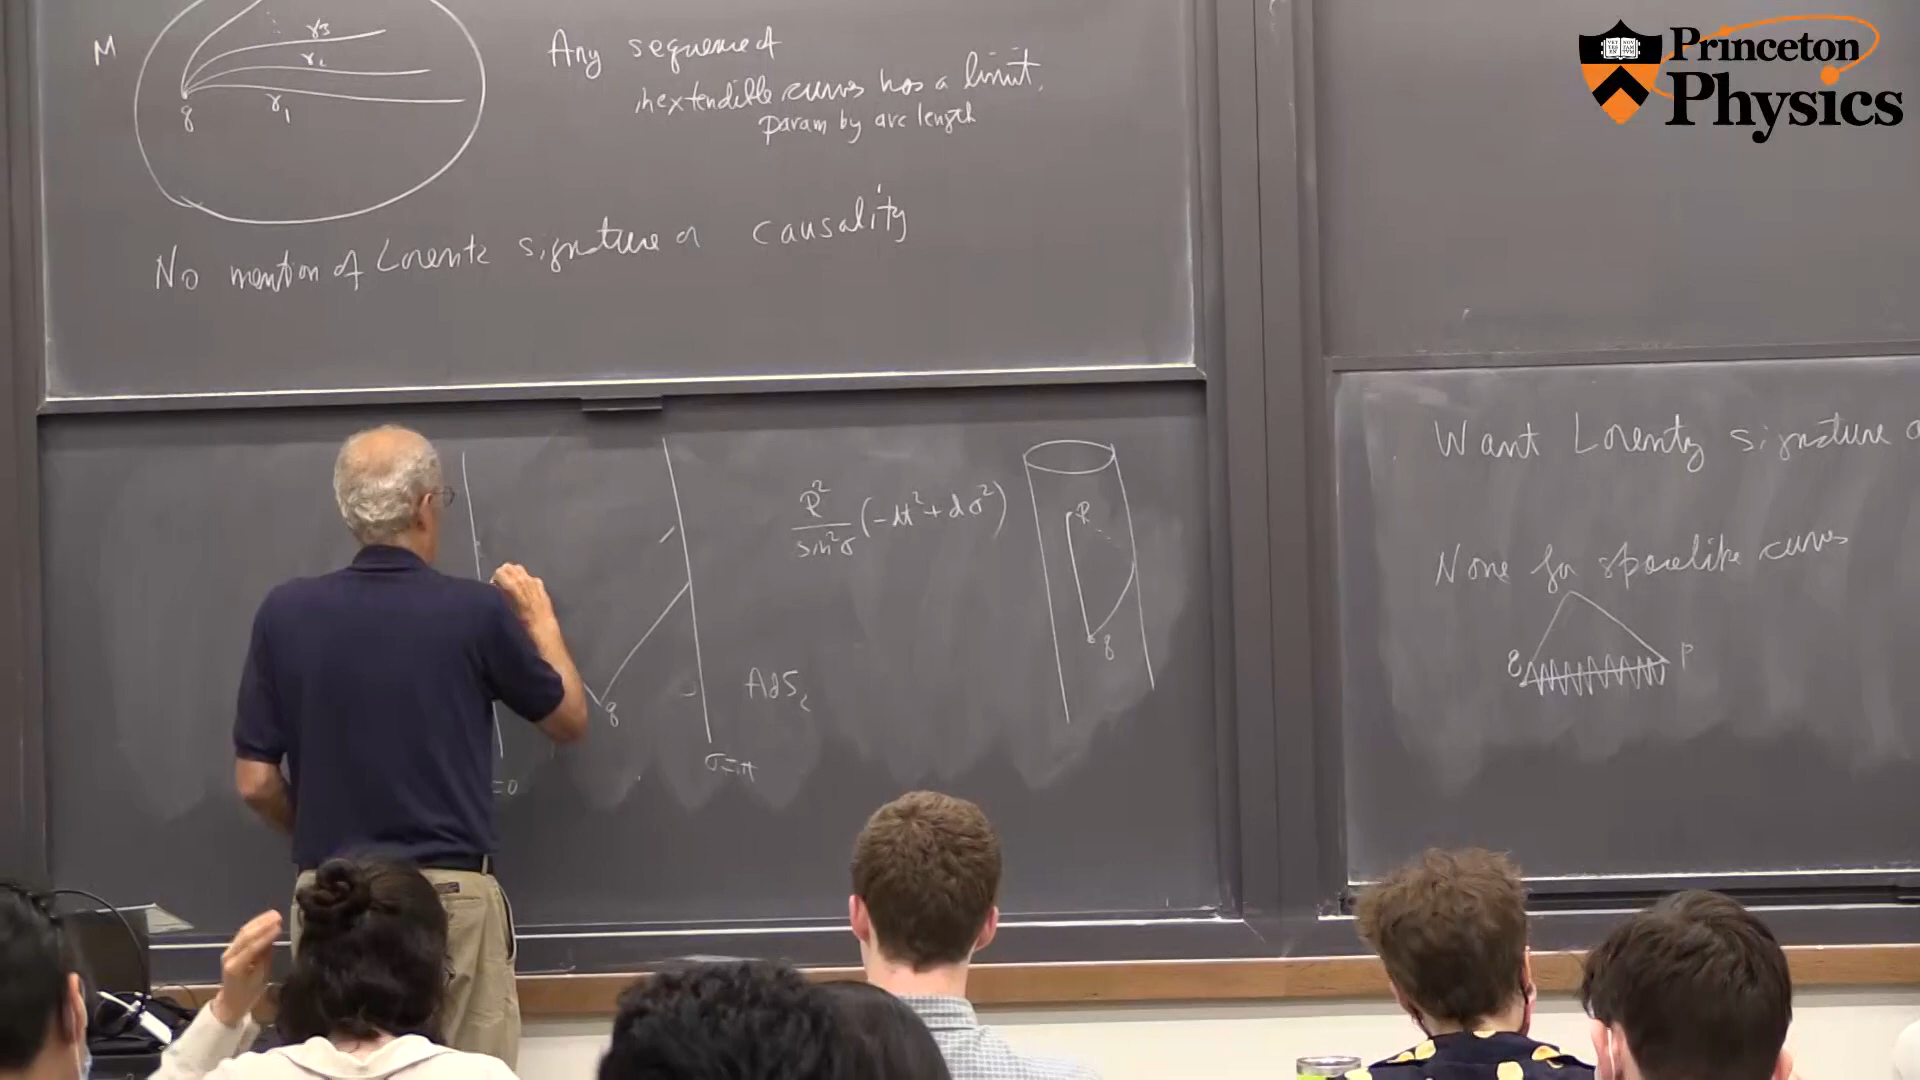 M
γ3
γ2
γ1
q
Any sequence of
inextendible curves has a limit.
param by arc length
No mention of Lorentz signature or causality
R²/sin²σ (-dt²+dσ²)
q
AdS₂
σ=π
=0
P
q
Want Lorentz signature
None for spacelike curves
q
P
Princeton
Physics